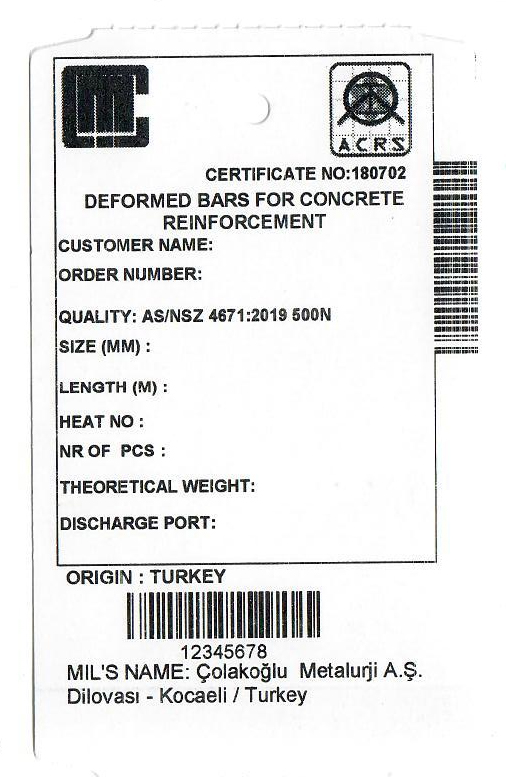 ACRS
CERTIFICATE NO:180702
DEFORMED BARS FOR CONCRETE
REINFORCEMENT
CUSTOMER NAME:
ORDER NUMBER:
QUALITY: AS/NSZ 4671:2019 500N
SIZE (MM) :
LENGTH (M) :
HEAT NO :
NR OF PCS :
THEORETICAL WEIGHT:
DISCHARGE PORT:
ORIGIN : TURKEY
12345678
MIL'S NAME: Çolakoğlu Metalurji A.Ş.
Dilovası - Kocaeli / Turkey